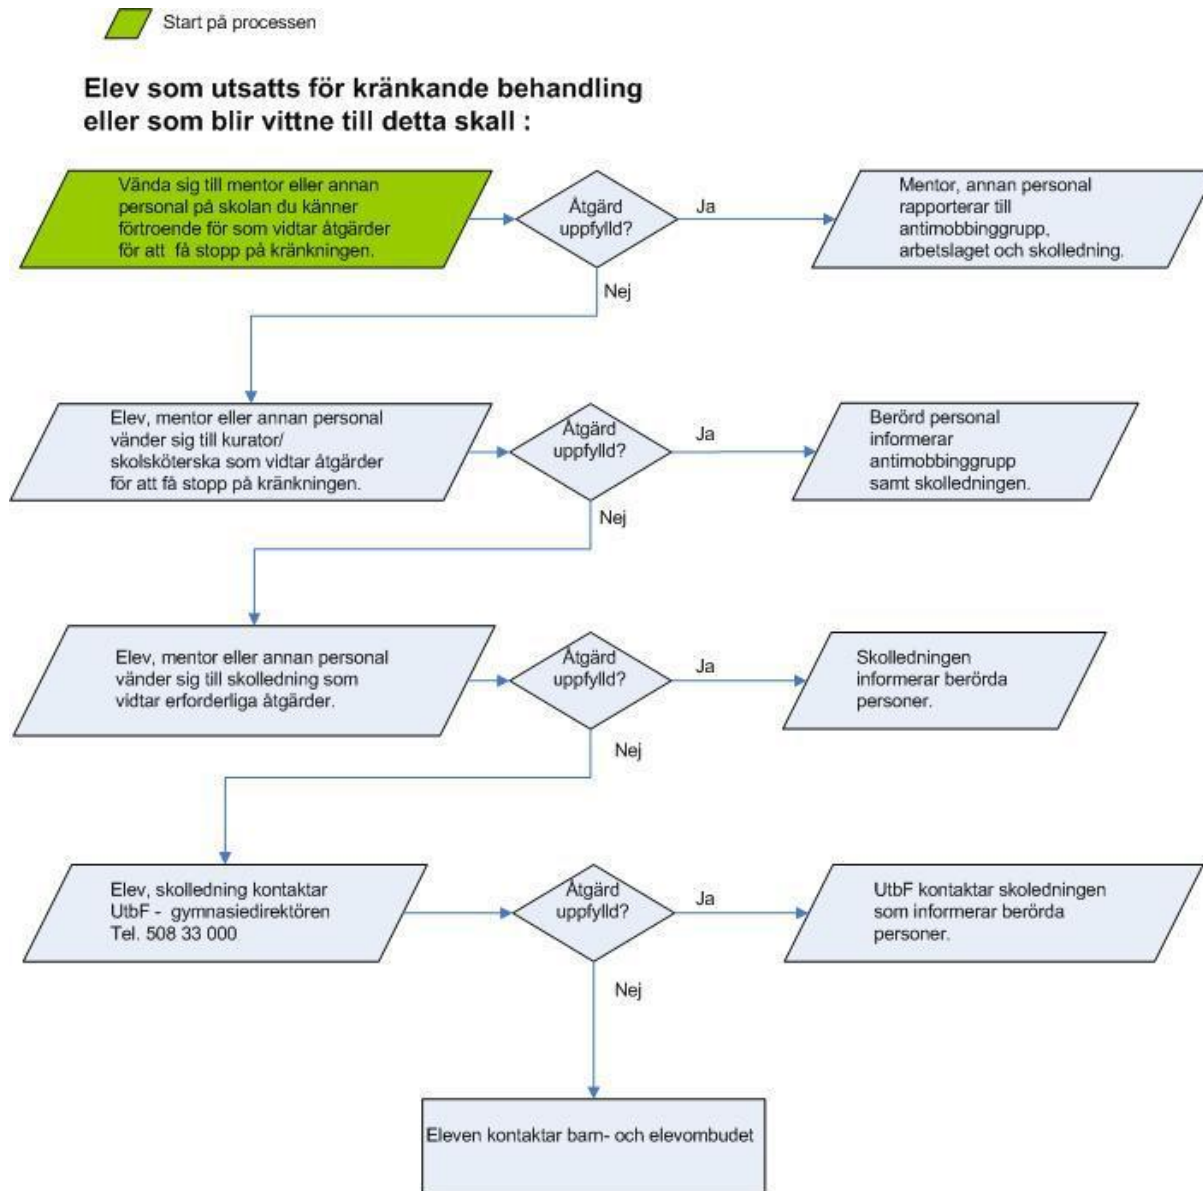 Start på processen
Elev som utsatts för kränkande behandling
eller som blir vittne till detta skall :
Vända sig till mentor eller annan
personal på skolan du känner
förtroende för som vidtar åtgärder
för att få stopp på kränkningen.
Åtgärd
uppfylld?
Ja
Mentor, annan personal
rapporterar till
antimobbinggrupp,
arbetslaget och skolledning.
Nej
Elev, mentor eller annan personal
vänder sig till kurator/
skolsköterska som vidtar åtgärder
för att få stopp på kränkningen.
Åtgärd
uppfylld?
Ja
Berörd personal
informerar
antimobbinggrupp
samt skolledningen.
Nej
Elev, mentor eller annan personal
vänder sig till skolledning som
vidtar erforderliga åtgärder.
Åtgärd
uppfylld?
Ja
Skolledningen
informerar berörda
personer.
Nej
Elev, skolledning kontaktar
UtbF - gymnasiedirektören
Tel. 508 33 000
Åtgärd
uppfylld?
Ja
UtbF kontaktar skoledningen
som informerar berörda
personer.
Nej
Eleven kontaktar barn- och elevombudet